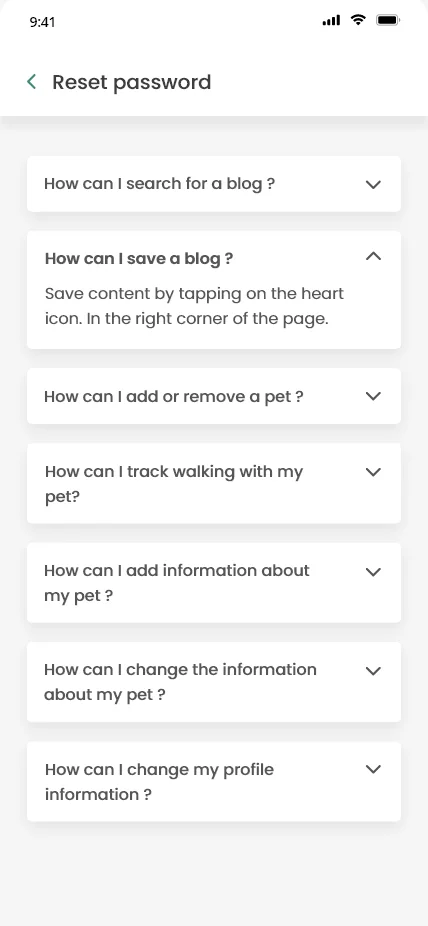 9:41
Reset password
How can I search for a blog ?
How can I save a blog ?
Save content by tapping on the heart
icon. In the right corner of the page.
How can I add or remove a pet ?
How can I track walking with my
pet?
How can I add information about
my pet ?
How can I change the information
about my pet ?
How can I change my profile
information ?